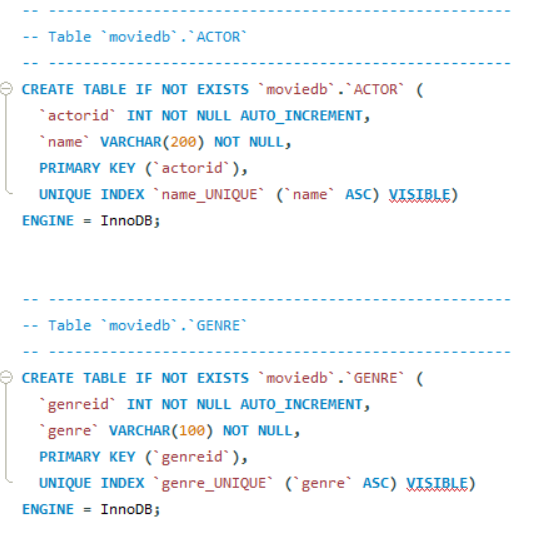 -- -----------------------------------------------------
-- Table `moviedb`.`ACTOR`
-- -----------------------------------------------------
CREATE TABLE IF NOT EXISTS `moviedb`.`ACTOR` (
  `actorid` INT NOT NULL AUTO_INCREMENT,
  `name` VARCHAR(200) NOT NULL,
  PRIMARY KEY (`actorid`),
  UNIQUE INDEX `name_UNIQUE` (`name` ASC) VISIBLE)
ENGINE = InnoDB;
-- -----------------------------------------------------
-- Table `moviedb`.`GENRE`
-- -----------------------------------------------------
CREATE TABLE IF NOT EXISTS `moviedb`.`GENRE` (
  `genreid` INT NOT NULL AUTO_INCREMENT,
  `genre` VARCHAR(100) NOT NULL,
  PRIMARY KEY (`genreid`),
  UNIQUE INDEX `genre_UNIQUE` (`genre` ASC) VISIBLE)
ENGINE = InnoDB;